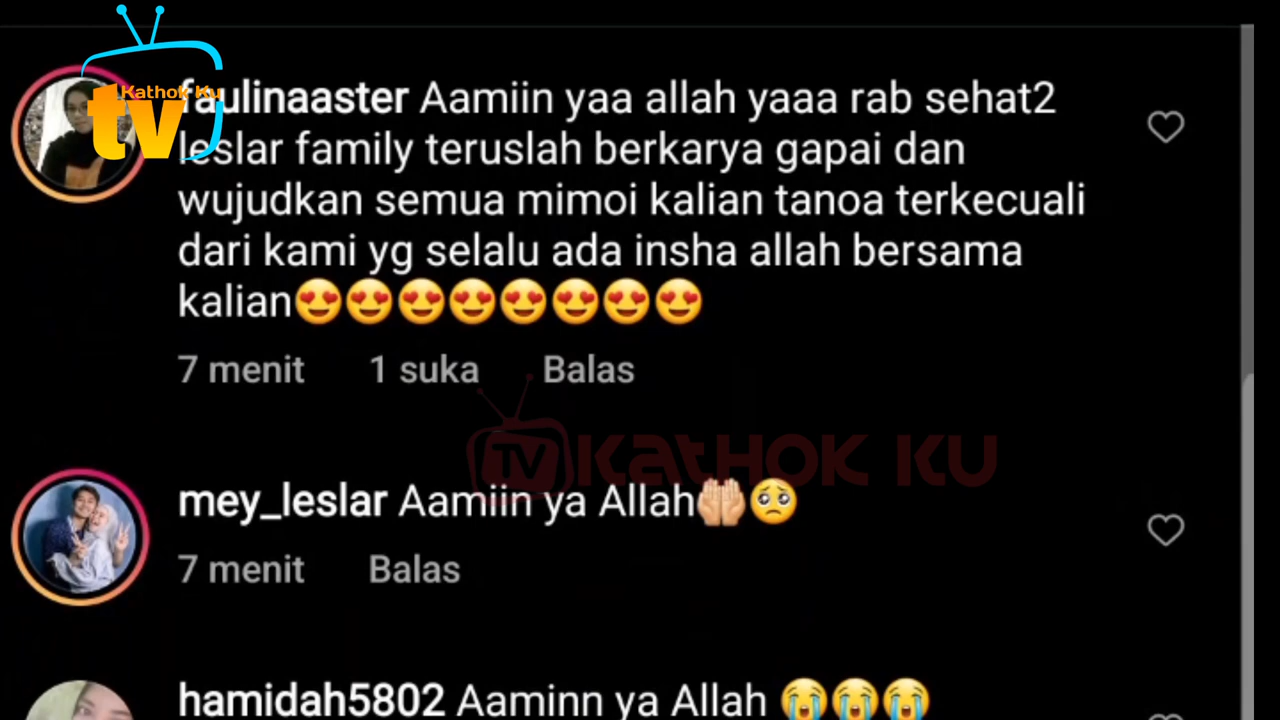 Kathok Ku
tv
faulinaaster Aamiin yaa allah yaaa rab sehat2
leslar family teruslah berkarya gapai dan
wujudkan semua mimoi kalian tanoa terkecuali
dari kami yg selalu ada insha allah bersama
kalian😍😍😍😍😍😍😍😍
7 menit 1 suka Balas
TV KATHOK KU
mey_leslar Aamiin ya Allah🤲🏻🥺
7 menit Balas
hamidah5802 Aaminn ya Allah 😭😭😭